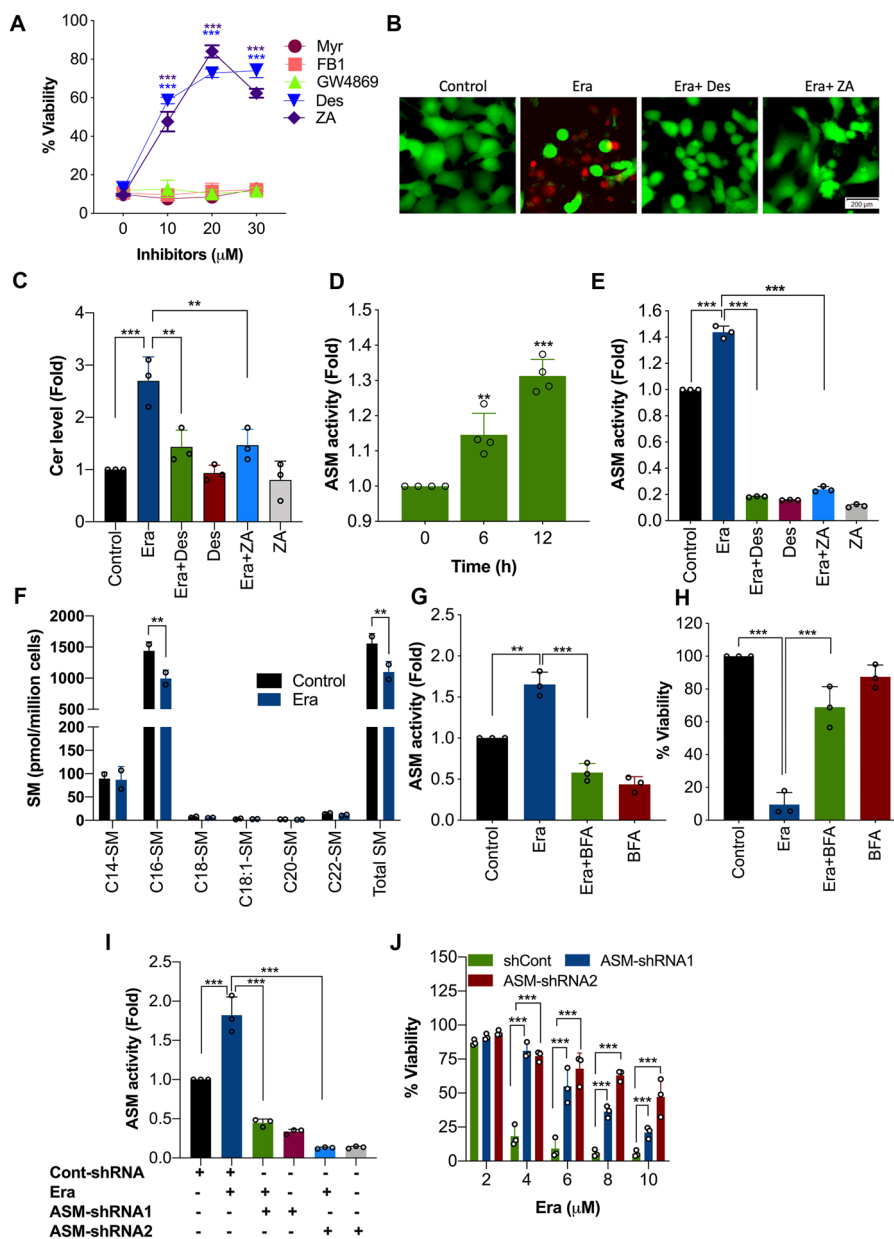 A
% Viability
100
80
60
40
20
0
0 10 20 30
Inhibitors (μM)
*** *** ***
*** *** ***
Myr
FB1
GW4869
Des
ZA
B
Control Era Era+ Des Era+ ZA
200 μm
C
Cer level (Fold)
4
3
2
1
0
*** ** **
Control Era Era+Des Des Era+ZA ZA
D
ASM activity (Fold)
1.5
1.4
1.3
1.2
1.1
1.0
0.9
** ***
0 6 12
Time (h)
E
ASM activity (Fold)
1.6
1.4
1.2
1.0
0.8
0.6
0.4
0.2
0.0
*** *** ***
Control Era Era+Des Des Era+ZA ZA
F
SM (pmol/million cells)
2000
1500
1000
500
200
150
100
50
0
** **
Control
Era
C14-SM C16-SM C18-SM C18:1-SM C20-SM C22-SM Total SM
G
ASM activity (Fold)
2.5
2.0
1.5
1.0
0.5
0.0
** ***
Control Era Era+BFA BFA
H
% Viability
120
100
80
60
40
20
0
*** ***
Control Era Era+BFA BFA
I
ASM activity (Fold)
2.5
2.0
1.5
1.0
0.5
0.0
*** *** ***
Cont-shRNA + + - - - -
Era - + + - + -
ASM-shRNA1 - - + + - -
ASM-shRNA2 - - - - + +
J
% Viability
150
125
100
75
50
25
0
shCont ASM-shRNA1
ASM-shRNA2
*** *** *** ***
*** *** *** ***
2 4 6 8 10
Era (μM)